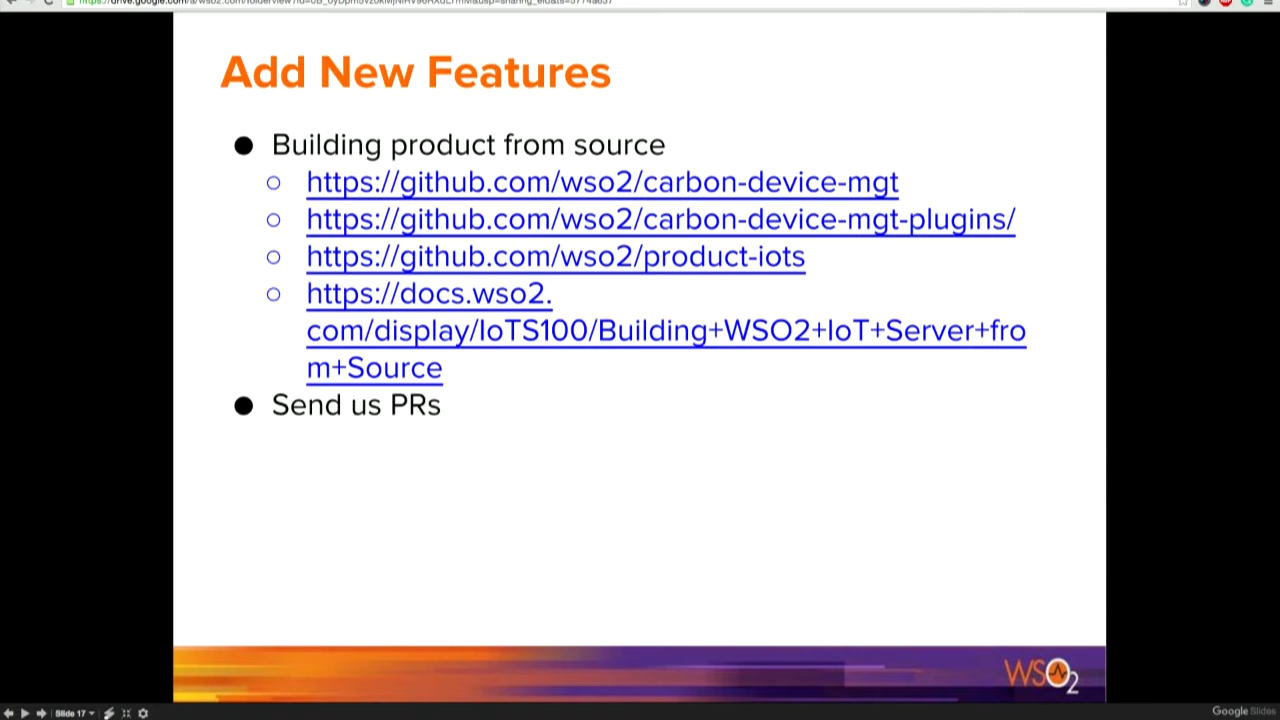 Add New Features
● Building product from source
○ https://github.com/wso2/carbon-device-mgt
○ https://github.com/wso2/carbon-device-mgt-plugins/
○ https://github.com/wso2/product-iots
○ https://docs.wso2.
com/display/IoTS100/Building+WSO2+IoT+Server+fro
m+Source
● Send us PRs
WSO2
Slide 17
Google Slides